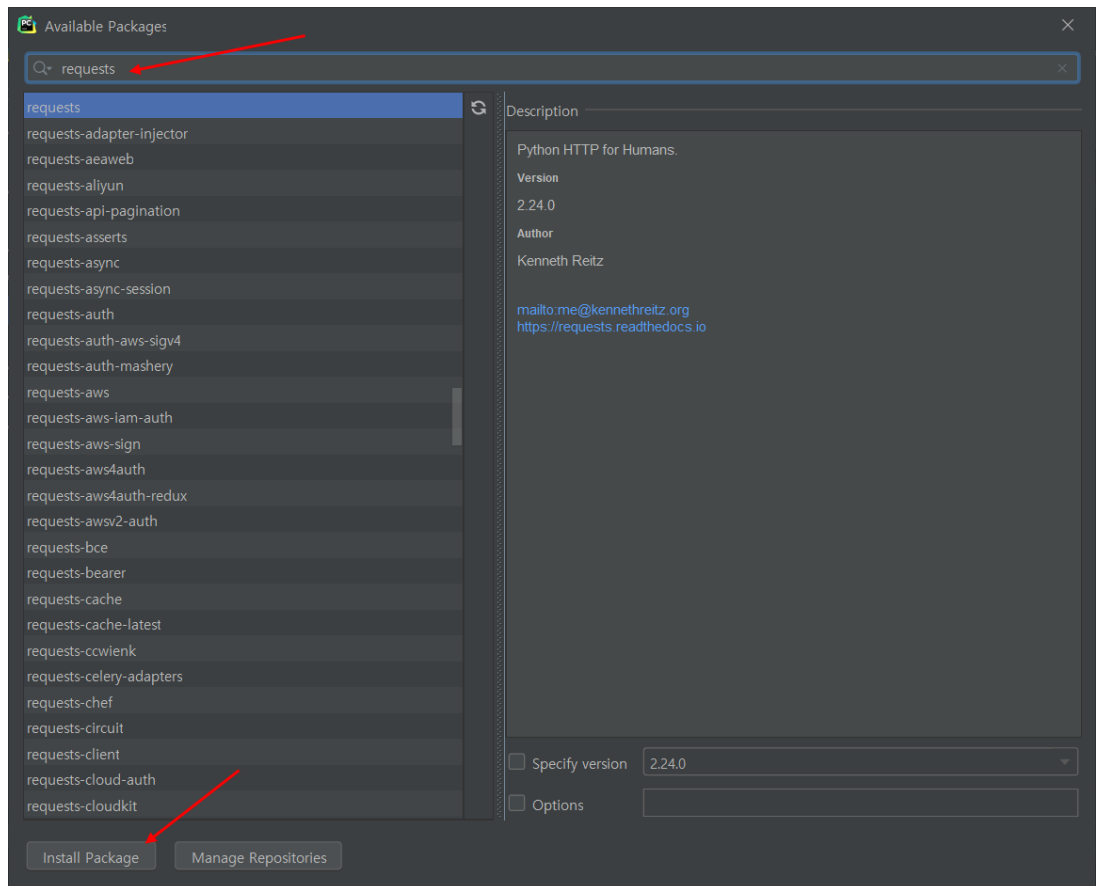 PC
Available Packages
requests
requests
requests-adapter-injector
requests-aeaweb
requests-aliyun
requests-api-pagination
requests-asserts
requests-async
requests-async-session
requests-auth
requests-auth-aws-sigv4
requests-auth-mashery
requests-aws
requests-aws-iam-auth
requests-aws-sign
requests-aws4auth
requests-aws4auth-redux
requests-awsv2-auth
requests-bce
requests-bearer
requests-cache
requests-cache-latest
requests-ccwienk
requests-celery-adapters
requests-chef
requests-circuit
requests-client
requests-cloud-auth
requests-cloudkit
Description
Python HTTP for Humans.
Version
2.24.0
Author
Kenneth Reitz
mailto:me@kennethreitz.org
https://requests.readthedocs.io
Specify version 2.24.0
Options
Install Package Manage Repositories